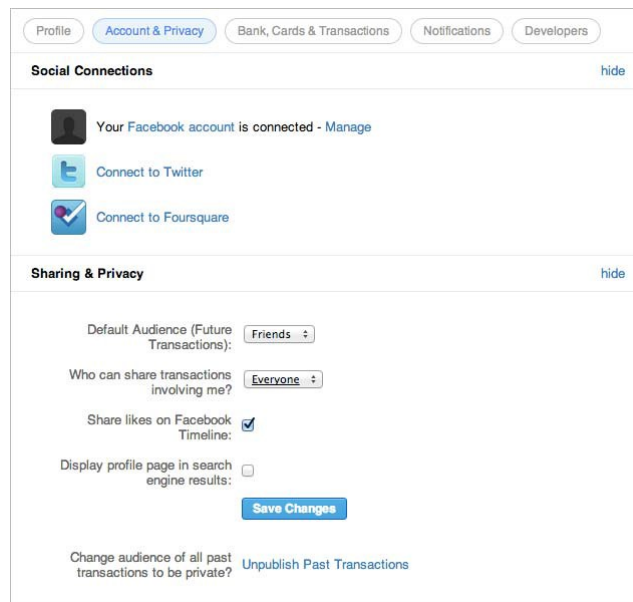 Profile
Account & Privacy
Bank, Cards & Transactions
Notifications
Developers
Social Connections
hide
Your Facebook account is connected - Manage
Connect to Twitter
Connect to Foursquare
Sharing & Privacy
hide
Default Audience (Future
Transactions):
Friends
Who can share transactions
involving me?
Everyone
Share likes on Facebook
Timeline:
Display profile page in search
engine results:
Save Changes
Change audience of all past
transactions to be private?
Unpublish Past Transactions